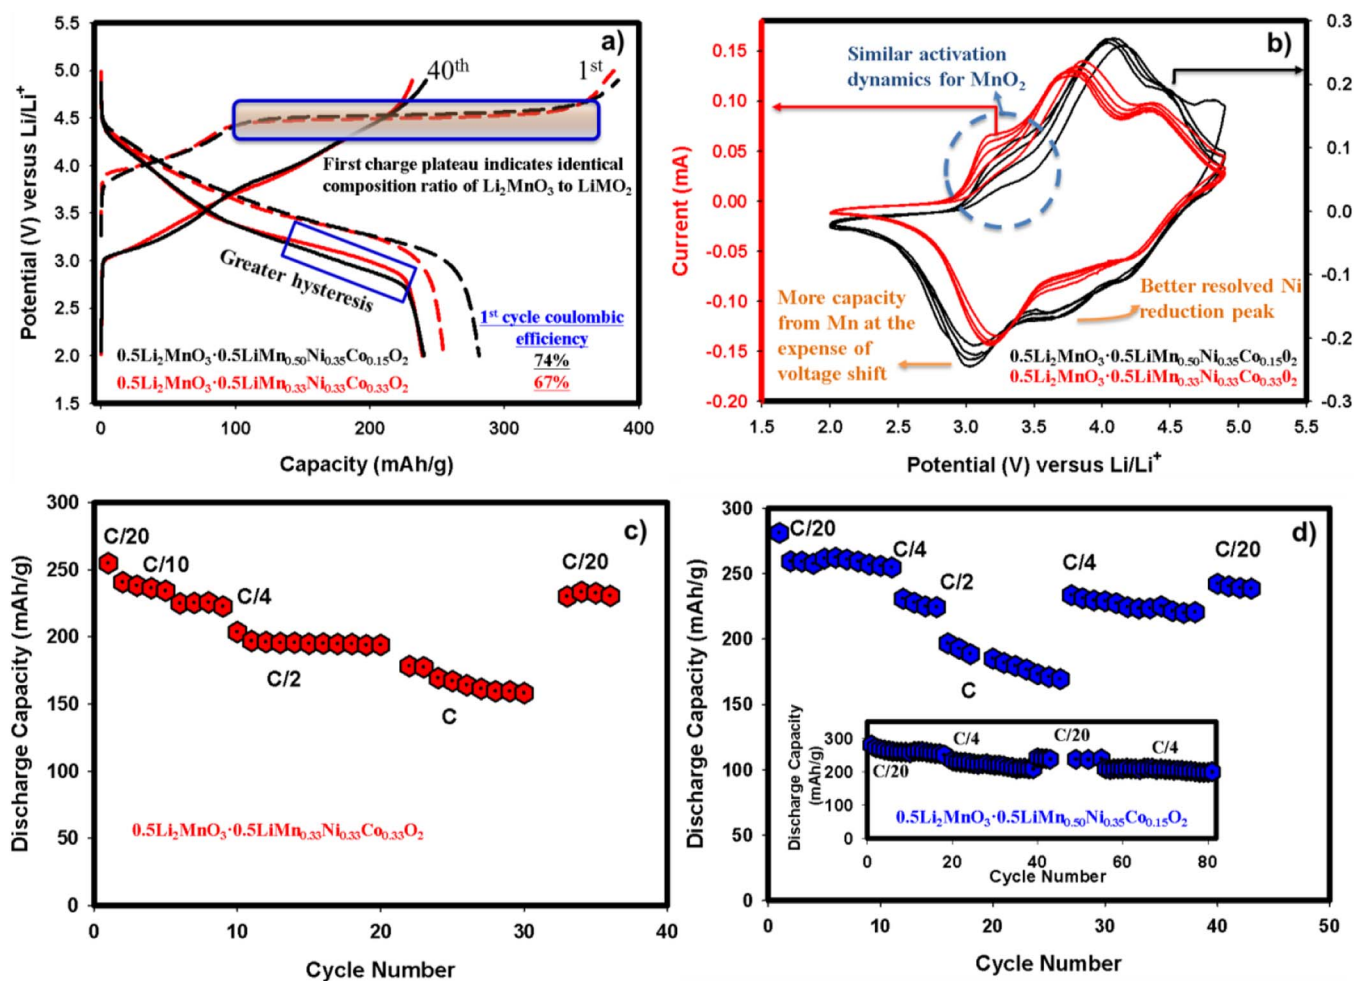 a)
5.5
5.0
4.5
4.0
3.5
3.0
2.5
2.0
1.5
Potential (V) versus Li/Li⁺
40th
1st
First charge plateau indicates identical
composition ratio of Li₂MnO₃ to LiMO₂
Greater hysteresis
1st cycle coulombic
efficiency
74%
67%
0.5Li₂MnO₃·0.5LiMn₀.₅₀Ni₀.₃₅Co₀.₁₅O₂
0.5Li₂MnO₃·0.5LiMn₀.₃₃Ni₀.₃₃Co₀.₃₃O₂
0 100 200 300 400
Capacity (mAh/g)
b)
0.15
0.10
0.05
0.00
-0.05
-0.10
-0.15
-0.20
Current (mA)
0.3
0.2
0.1
0.0
-0.1
-0.2
-0.3
Similar activation
dynamics for MnO₂
More capacity
from Mn at the
expense of
voltage shift
Better resolved Ni
reduction peak
0.5Li₂MnO₃·0.5LiMn₀.₅₀Ni₀.₃₅Co₀.₁₅0₂
0.5Li₂MnO₃·0.5LiMn₀.₃₃Ni₀.₃₃Co₀.₃₃0₂
1.5 2.0 2.5 3.0 3.5 4.0 4.5 5.0 5.5
Potential (V) versus Li/Li⁺
c)
300
250
200
150
100
50
0
Discharge Capacity (mAh/g)
C/20
C/10
C/4
C/2
C
C/20
0.5Li₂MnO₃·0.5LiMn₀.₃₃Ni₀.₃₃Co₀.₃₃O₂
0 10 20 30 40
Cycle Number
d)
300
250
200
150
100
50
0
Discharge Capacity (mAh/g)
C/20
C/4
C/2
C
C/4
C/20
300
200
100
0
Discharge Capacity
(mAh/g)
C/20
C/4
C/20
C/4
0.5Li₂MnO₃·0.5LiMn₀.₅₀Ni₀.₃₅Co₀.₁₅O₂
0 20 40 60 80
Cycle Number
0 10 20 30 40 50
Cycle Number